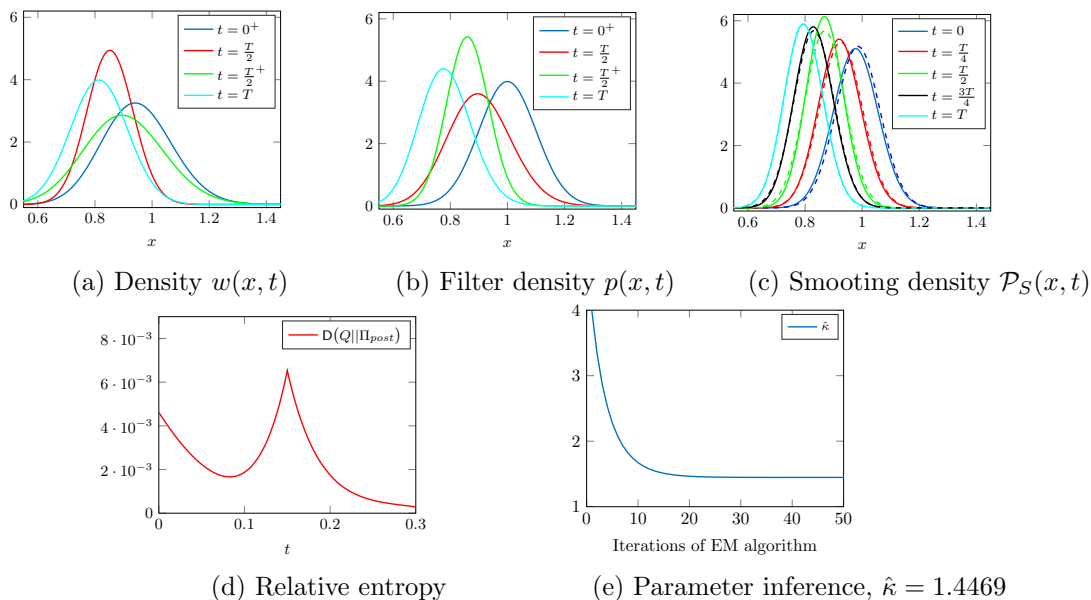 6
4
2
0
0.6 0.8 1 1.2 1.4
x
t = 0⁺
t = T/2
t = T/2⁺
t = T
(a) Density w(x, t)
6
4
2
0
0.6 0.8 1 1.2 1.4
x
t = 0⁺
t = T/2
t = T/2⁺
t = T
(b) Filter density p(x, t)
6
4
2
0
0.6 0.8 1 1.2 1.4
x
t = 0
t = T/4
t = T/2
t = 3T/4
t = T
(c) Smooting density 𝒫_S(x, t)
8 · 10⁻³
6 · 10⁻³
4 · 10⁻³
2 · 10⁻³
0
0 0.1 0.2 0.3
t
D(Q||Π_post)
(d) Relative entropy
4
3
2
1
0 10 20 30 40 50
Iterations of EM algorithm
κ̂
(e) Parameter inference, κ̂ = 1.4469